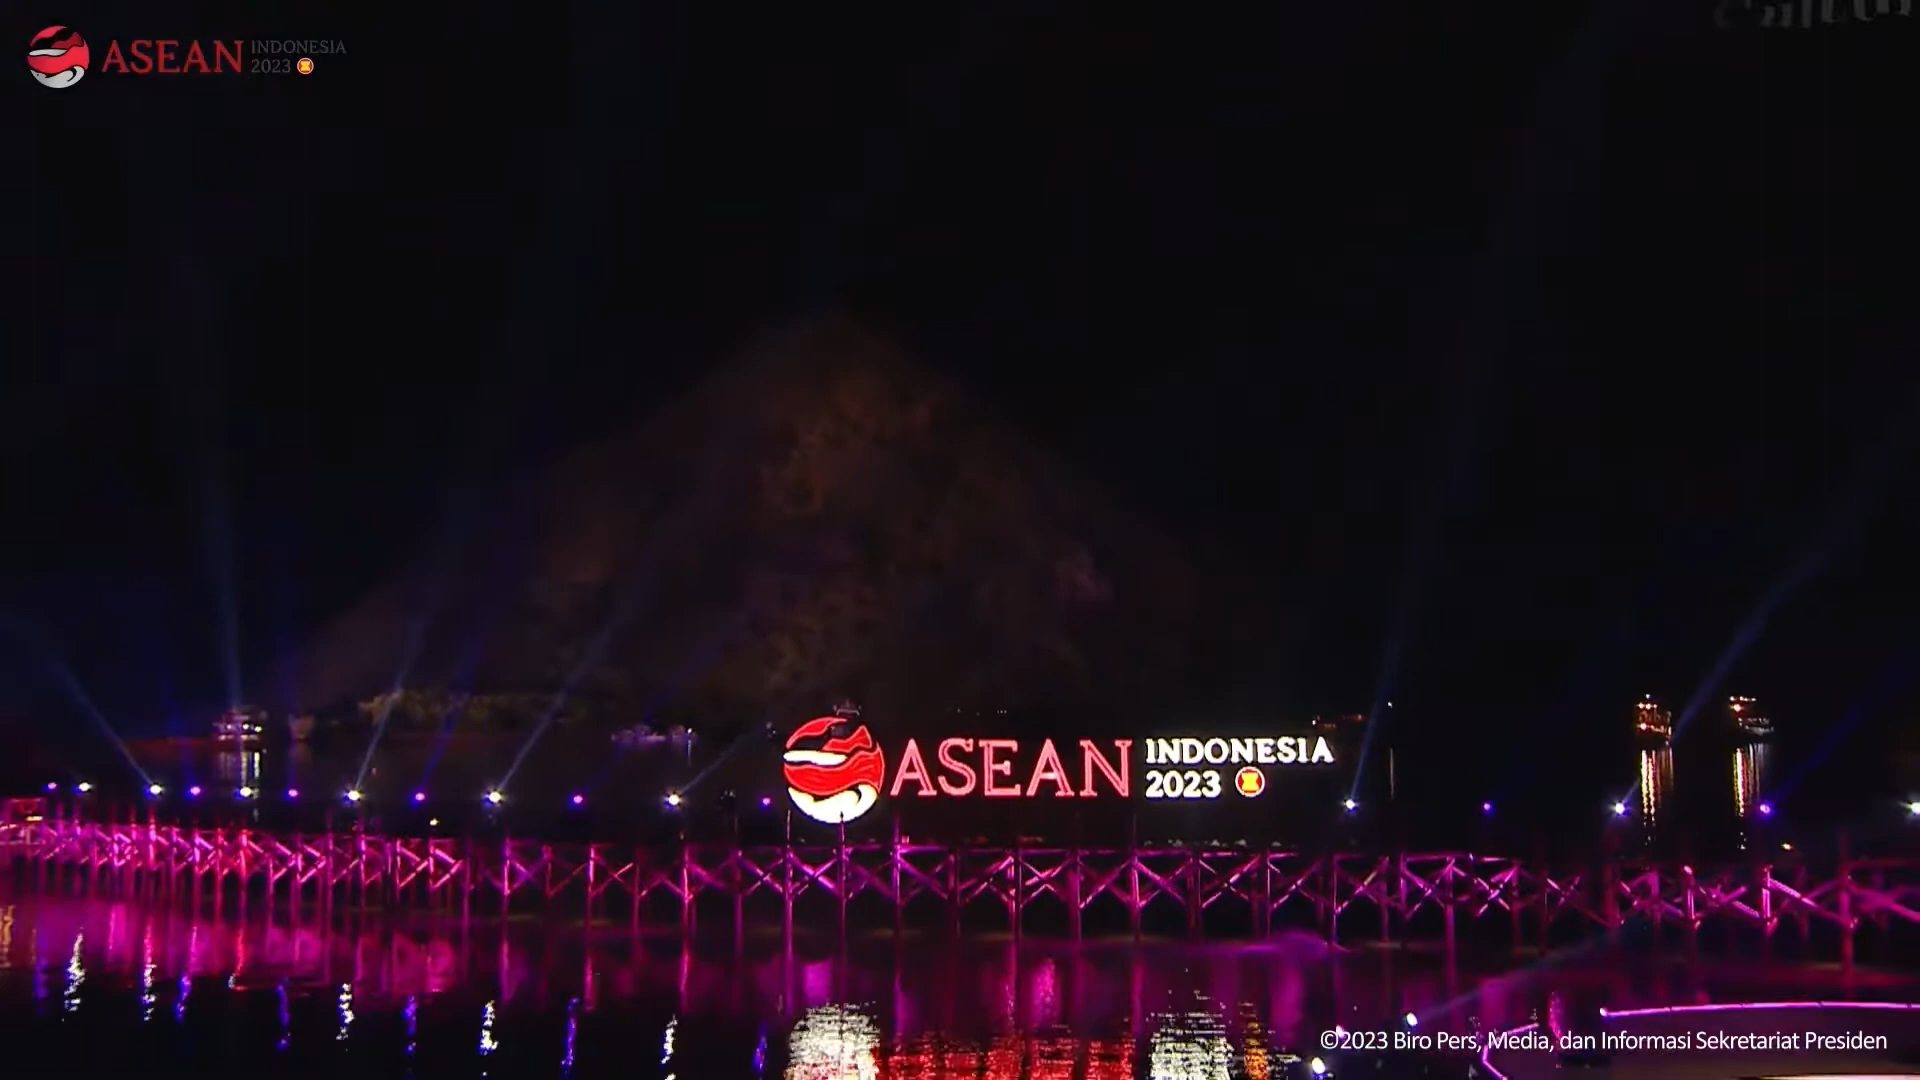 ASEAN INDONESIA
2023
ASEAN INDONESIA
2023
©2023 Biro Pers, Media, dan Informasi Sekretariat Presiden